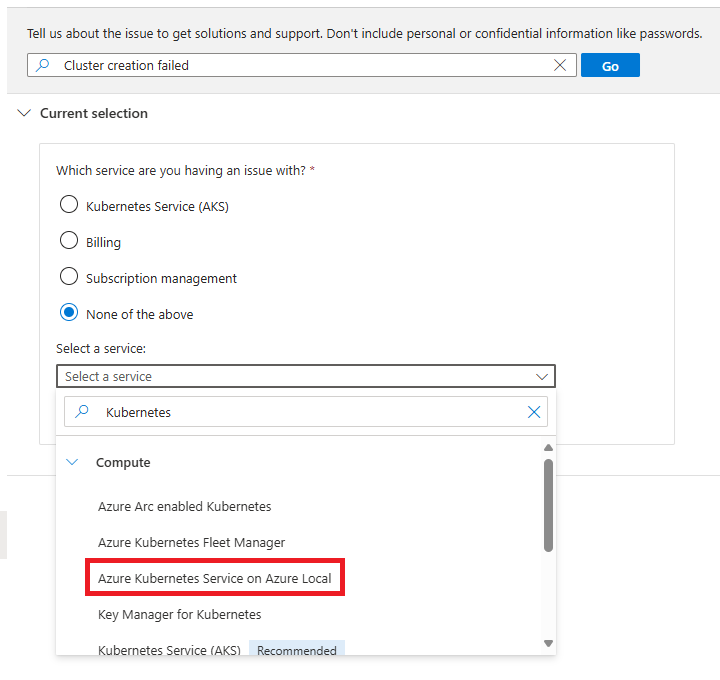 Tell us about the issue to get solutions and support. Don't include personal or confidential information like passwords.
Cluster creation failed
Go
Current selection
Which service are you having an issue with? *
Kubernetes Service (AKS)
Billing
Subscription management
None of the above
Select a service:
Select a service
Kubernetes
Compute
Azure Arc enabled Kubernetes
Azure Kubernetes Fleet Manager
Azure Kubernetes Service on Azure Local
Key Manager for Kubernetes
Kubernetes Service (AKS) Recommended